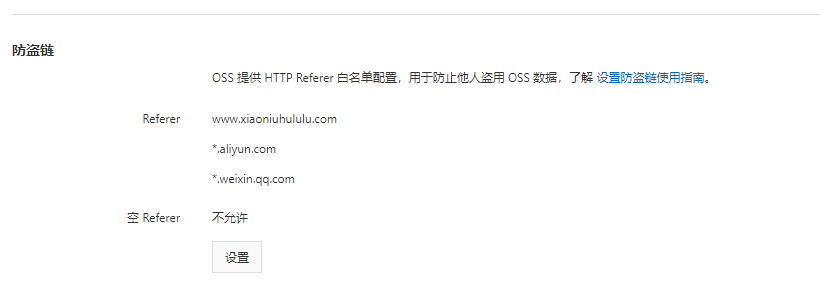 防盗链
OSS 提供 HTTP Referer 白名单配置，用于防止他人盗用 OSS 数据，了解 设置防盗链使用指南。
Referer www.xiaoniuhululu.com
*.aliyun.com
*.weixin.qq.com
空 Referer 不允许
设置